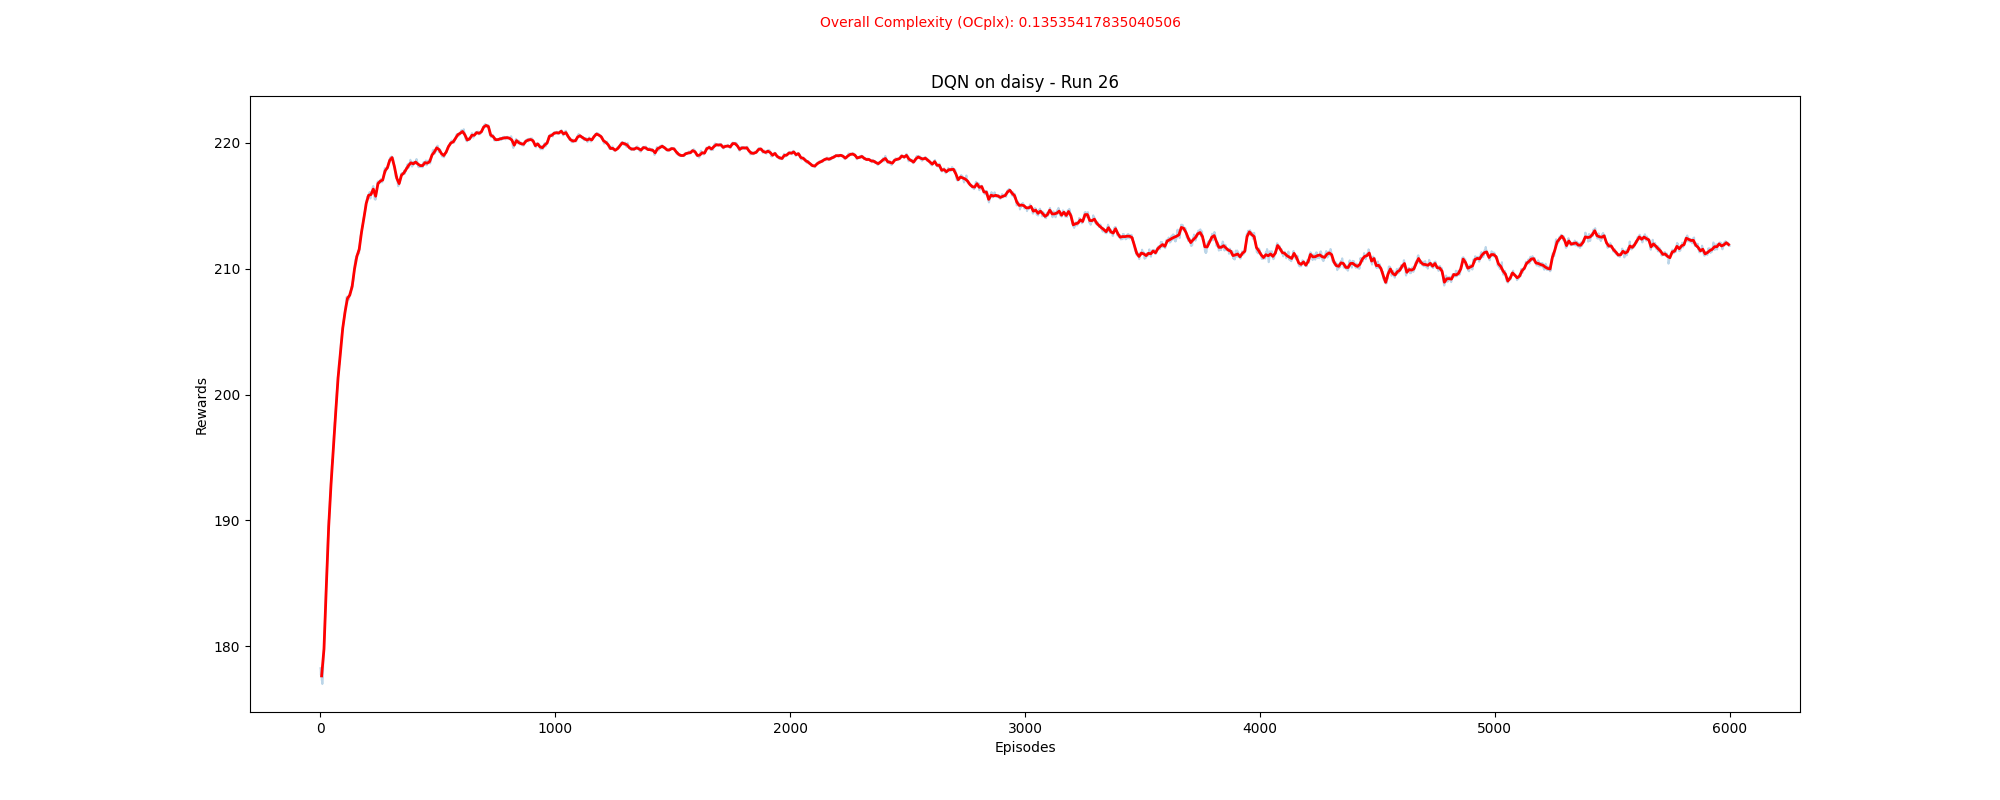 Overall Complexity (OCplx): 0.13535417835040506
DQN on daisy - Run 26
Rewards
220
210
200
190
180
0 1000 2000 3000 4000 5000 6000
Episodes